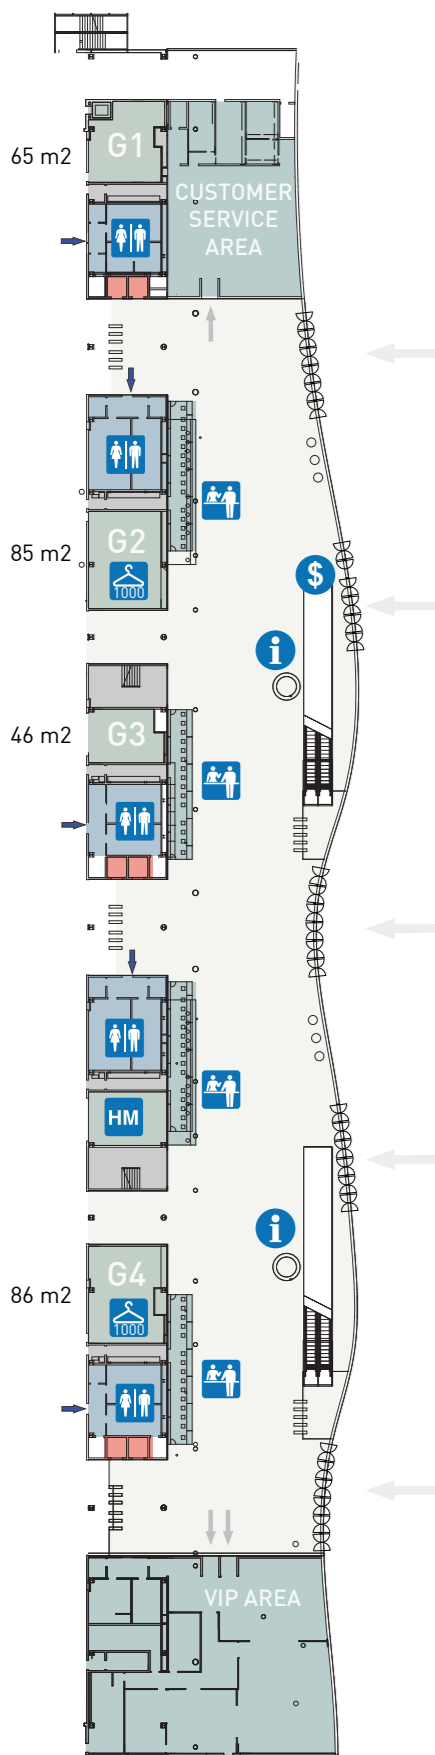 G1
65 m2
CUSTOMER
SERVICE
AREA
G2
85 m2
$
1000
i
G3
46 m2
HM
i
G4
86 m2
1000
VIP AREA